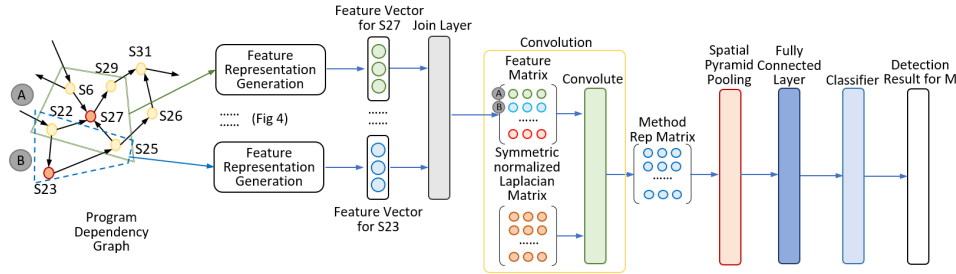 S31
S29
S6
A
S22
S27
S26
S25
B
S23
Program
Dependency
Graph
Feature
Representation
Generation
......
......
(Fig 4)
Feature
Representation
Generation
Feature Vector
for S27
......
......
Feature Vector
for S23
Join Layer
Convolution
Feature
Matrix
A
B
......
Symmetric
normalized
Laplacian
Matrix
......
Convolute
Method
Rep Matrix
......
Spatial
Pyramid
Pooling
Fully
Connected
Layer
Classifier
Detection
Result for M